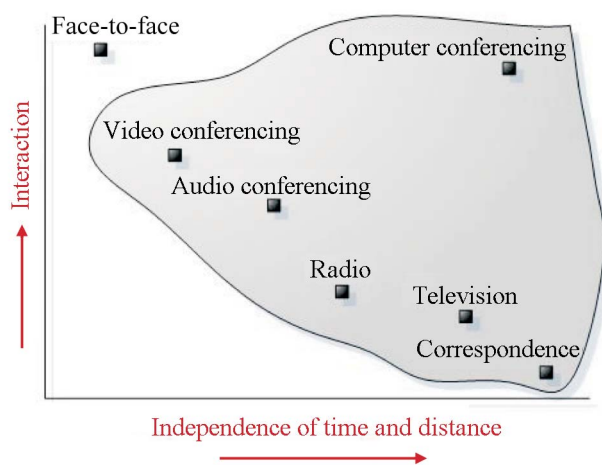 Face-to-face
Computer conferencing
Video conferencing
Audio conferencing
Radio
Television
Correspondence
Interaction
Independence of time and distance